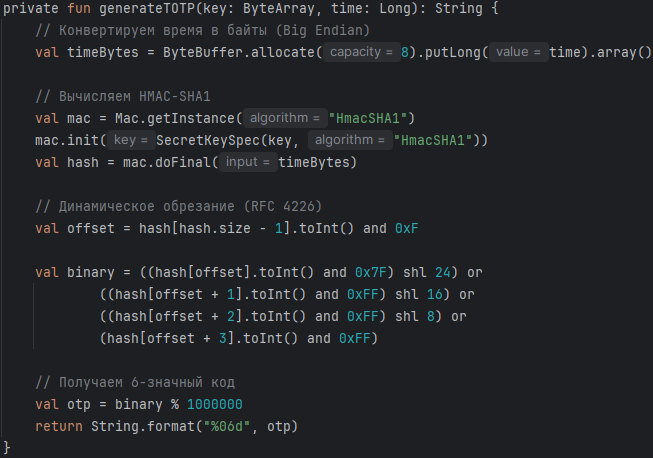 private fun generateTOTP(key: ByteArray, time: Long): String {
    // Конвертируем время в байты (Big Endian)
    val timeBytes = ByteBuffer.allocate( capacity = 8).putLong( value = time).array()

    // Вычисляем HMAC-SHA1
    val mac = Mac.getInstance( algorithm = "HmacSHA1")
    mac.init( key = SecretKeySpec(key, algorithm = "HmacSHA1"))
    val hash = mac.doFinal( input = timeBytes)

    // Динамическое обрезание (RFC 4226)
    val offset = hash[hash.size - 1].toInt() and 0xF

    val binary = ((hash[offset].toInt() and 0x7F) shl 24) or
            ((hash[offset + 1].toInt() and 0xFF) shl 16) or
            ((hash[offset + 2].toInt() and 0xFF) shl 8) or
            (hash[offset + 3].toInt() and 0xFF)

    // Получаем 6-значный код
    val otp = binary % 1000000
    return String.format("%06d", otp)
}